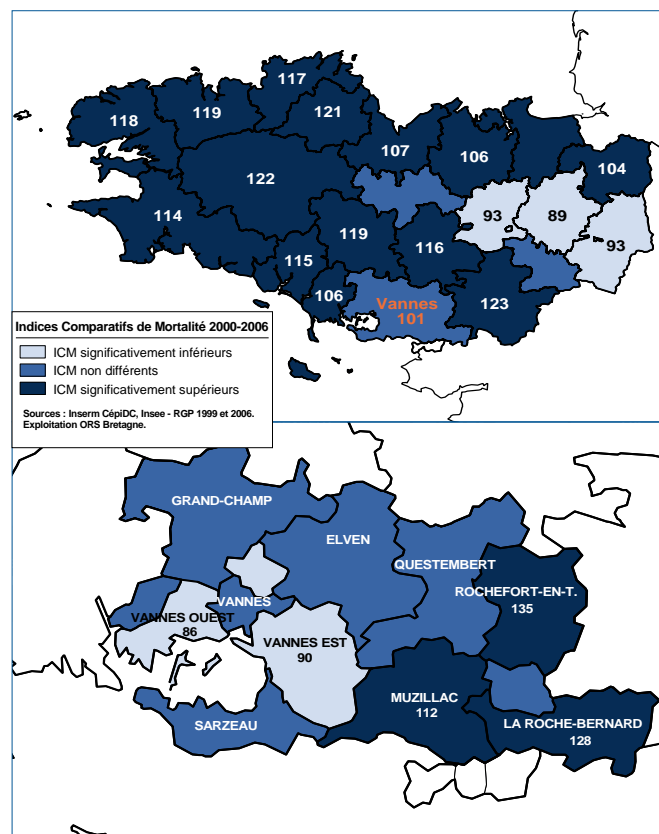 117
118
119
121
107
106
104
122
93
89
93
114
119
116
115
106
Vannes
101
123
Indices Comparatifs de Mortalité 2000-2006
ICM significativement inférieurs
ICM non différents
ICM significativement supérieurs
Sources : Inserm CépiDC, Insee - RGP 1999 et 2006.
Exploitation ORS Bretagne.
GRAND-CHAMP
ELVEN
QUESTEMBERT
ROCHEFORT-EN-T.
135
VANNES
VANNES OUEST
86
VANNES EST
90
MUZILLAC
112
SARZEAU
LA ROCHE-BERNARD
128